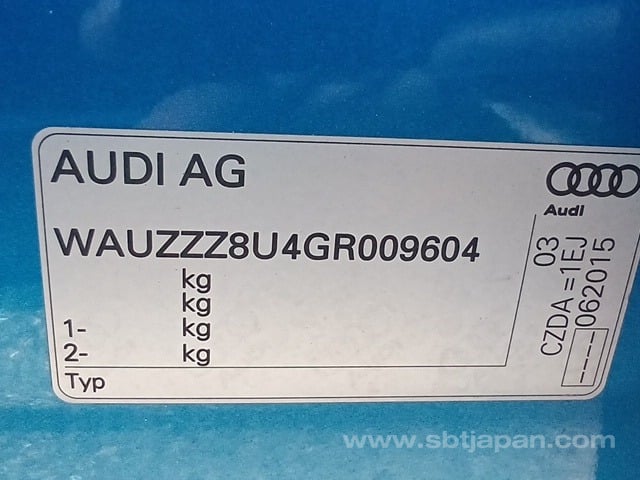 AUDI AG
Audi
WAUZZZ8U4GR009604
kg
kg
1- kg
2- kg
Typ
03
CZDA =1EJ
---- 062015
www.sbtjapan.com